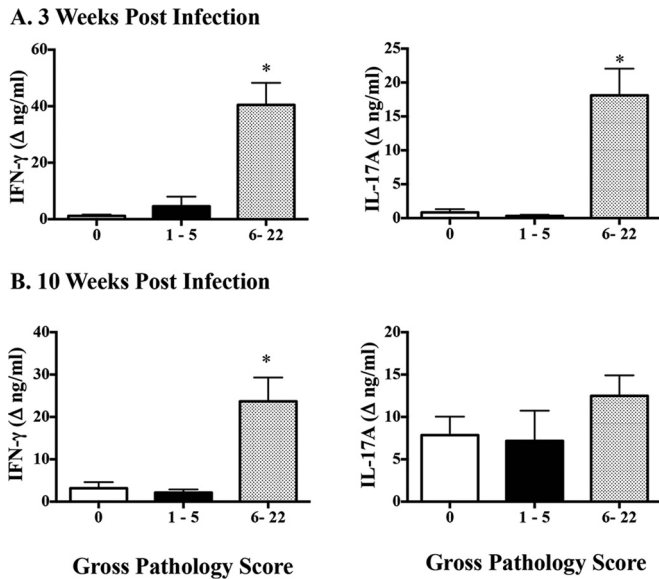 A. 3 Weeks Post Infection
IFN-γ (Δ ng/ml)
60
40
20
0
*
0
1 - 5
6- 22
IL-17A (Δ ng/ml)
25
20
15
10
5
0
*
0
1 - 5
6- 22
B. 10 Weeks Post Infection
IFN-γ (Δ ng/ml)
40
30
20
10
0
*
0
1 - 5
6- 22
Gross Pathology Score
IL-17A (Δ ng/ml)
20
15
10
5
0
0
1 - 5
6- 22
Gross Pathology Score